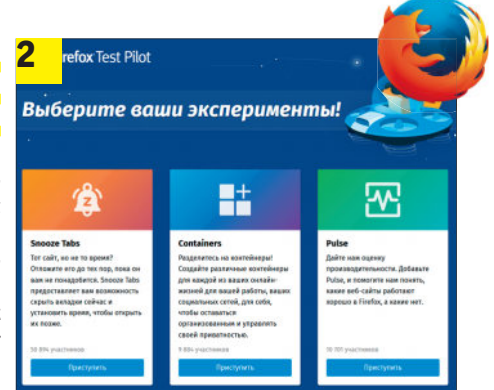 2
refox Test Pilot
Выберите ваши эксперименты!
Snooze Tabs
Тот сайт, но не то время?
Отложите его до тех пор, пока он
вам не понадобится. Snooze Tabs
предоставляет вам возможность
скрыть вкладки сейчас и
установить время, чтобы открыть
их позже.
участников
Приступить
Containers
Разделитесь на контейнеры!
Создайте различные контейнеры
для каждой из ваших онлайн-
жизней для вашей работы, ваших
социальных сетей, для себя,
чтобы оставаться
организованным и управлять
своей приватностью.
участников
Приступить
Pulse
Дайте нам оценку
производительности. Добавьте
Pulse, и помогите нам понять,
какие веб-сайты работают
хорошо в Firefox, а какие нет.
участников
Приступить